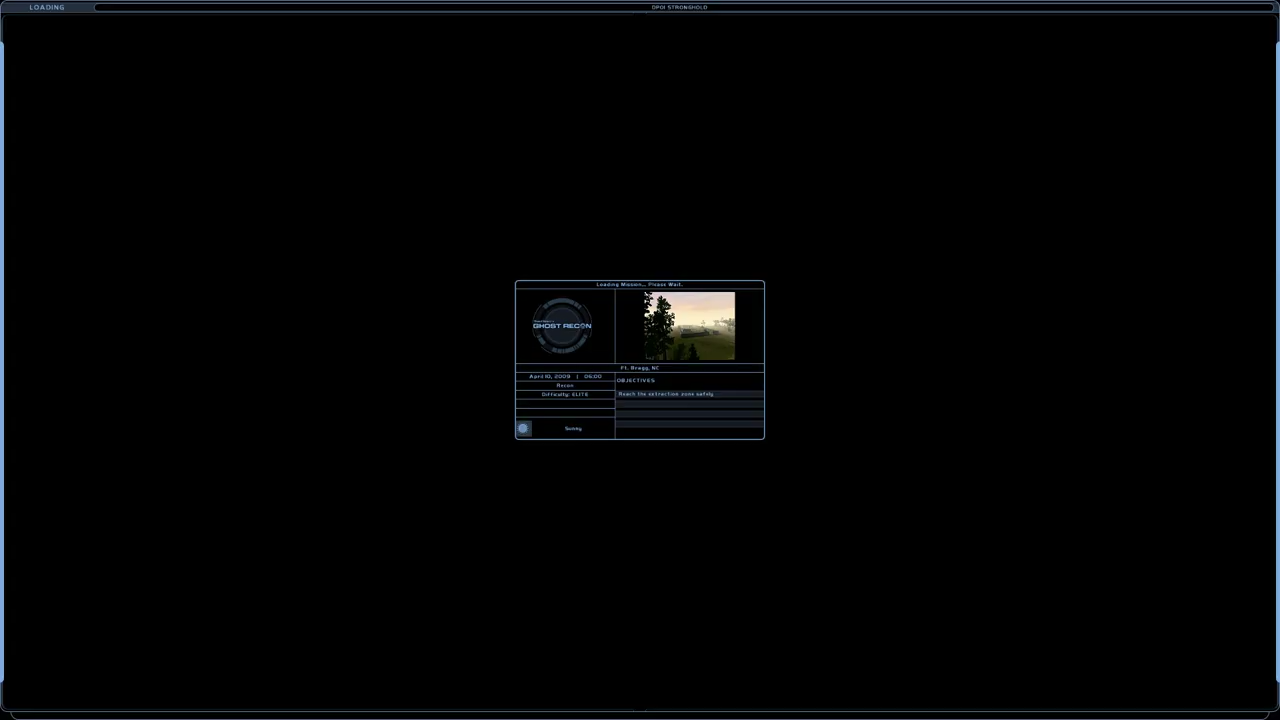 LOADING
DP01 STRONGHOLD
Loading Mission... Please Wait.
GHOST RECON
Ft. Bragg, NC
April 10, 2009 | 06:00
Recon
Difficulty: ELITE
Sunny
OBJECTIVES
Reach the extraction zone safely